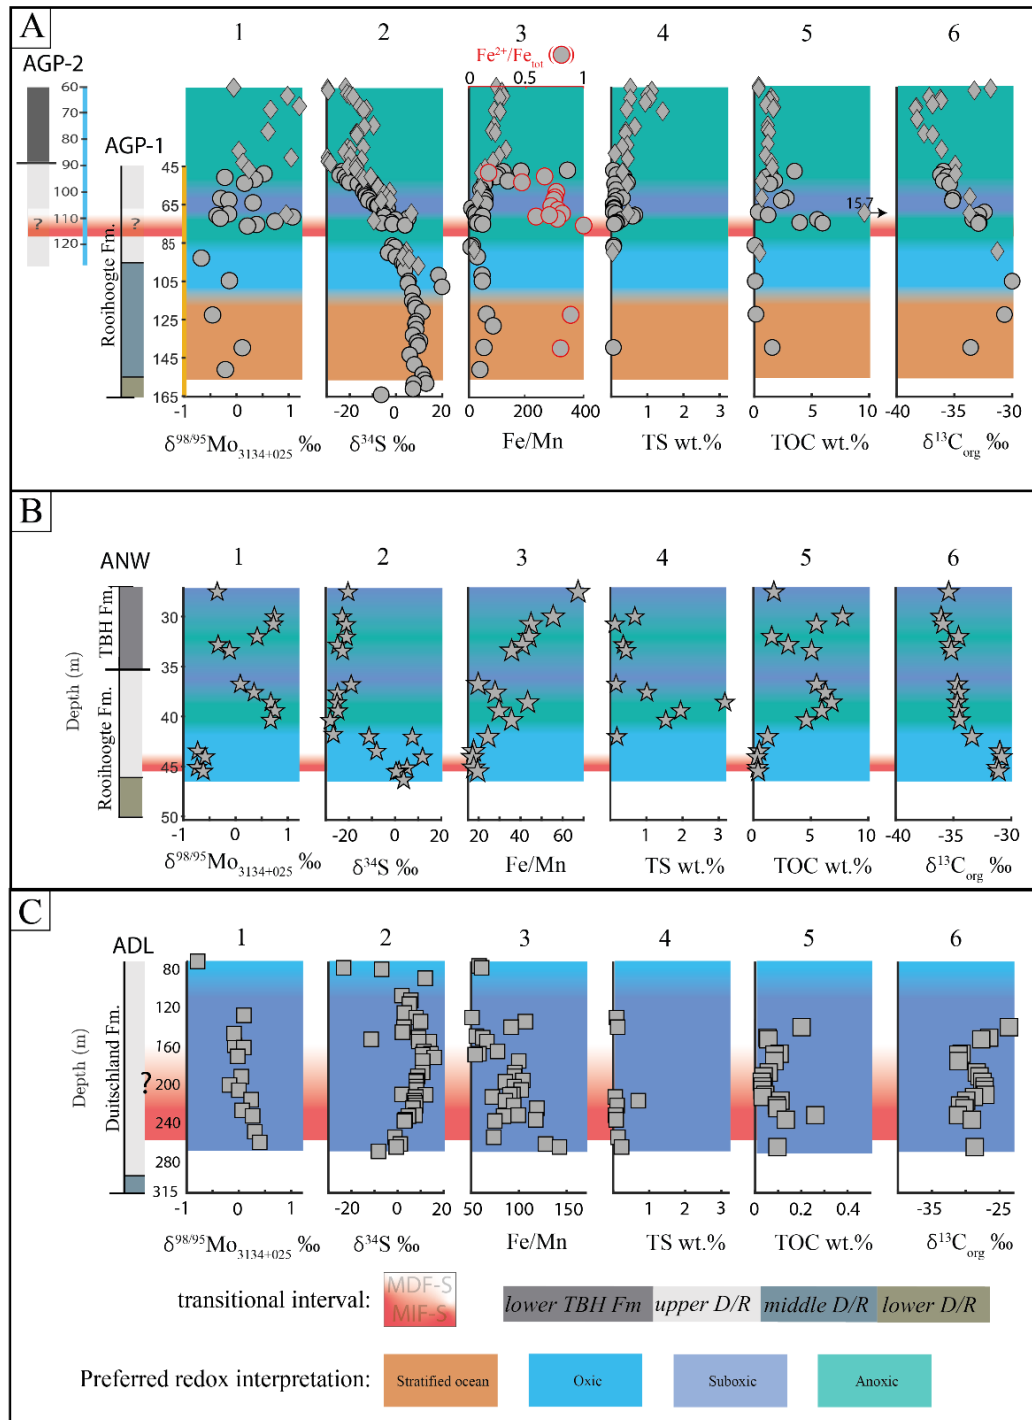 A
1 2 3 4 5 6
Fe²⁺/Fe_tot ( )
0 0.5 1
AGP-2
60
70
80
90
100
110
120
?
AGP-1
45
65
85
105
125
145
165
?
Rooihoogte Fm.
15.7
-1 0 1
-20 0 20
0 200 400
0 1 2 3
0 5 10
-40 -35 -30
δ⁹⁸/⁹⁵Mo₃₁₃₄₊₀₂₅ ‰ δ³⁴S ‰ Fe/Mn TS wt.% TOC wt.% δ¹³C_org ‰
B
1 2 3 4 5 6
ANW
Depth (m)
TBH Fm.
Rooihoogte Fm.
30
35
40
45
50
-1 0 1
-20 0 20
20 40 60
0 1 2 3
0 5 10
-40 -35 -30
δ⁹⁸/⁹⁵Mo₃₁₃₄₊₀₂₅ ‰ δ³⁴S ‰ Fe/Mn TS wt.% TOC wt.% δ¹³C_org ‰
C
1 2 3 4 5 6
ADL
Depth (m)
Duitschland Fm.
?
80
120
160
200
240
280
315
-1 0 1
-20 0 20
50 100 150
0 1 2 3
0 0.2 0.4
-35 -25
δ⁹⁸/⁹⁵Mo₃₁₃₄₊₀₂₅ ‰ δ³⁴S ‰ Fe/Mn TS wt.% TOC wt.% δ¹³C_org ‰
transitional interval:
MDF-S
MIF-S
lower TBH Fm upper D/R middle D/R lower D/R
Preferred redox interpretation:
Stratified ocean Oxic Suboxic Anoxic